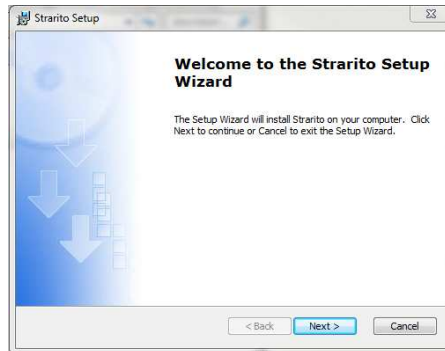 Strarito Setup
Welcome to the Strarito Setup
Wizard
The Setup Wizard will install Strarito on your computer. Click
Next to continue or Cancel to exit the Setup Wizard.
< Back Next > Cancel